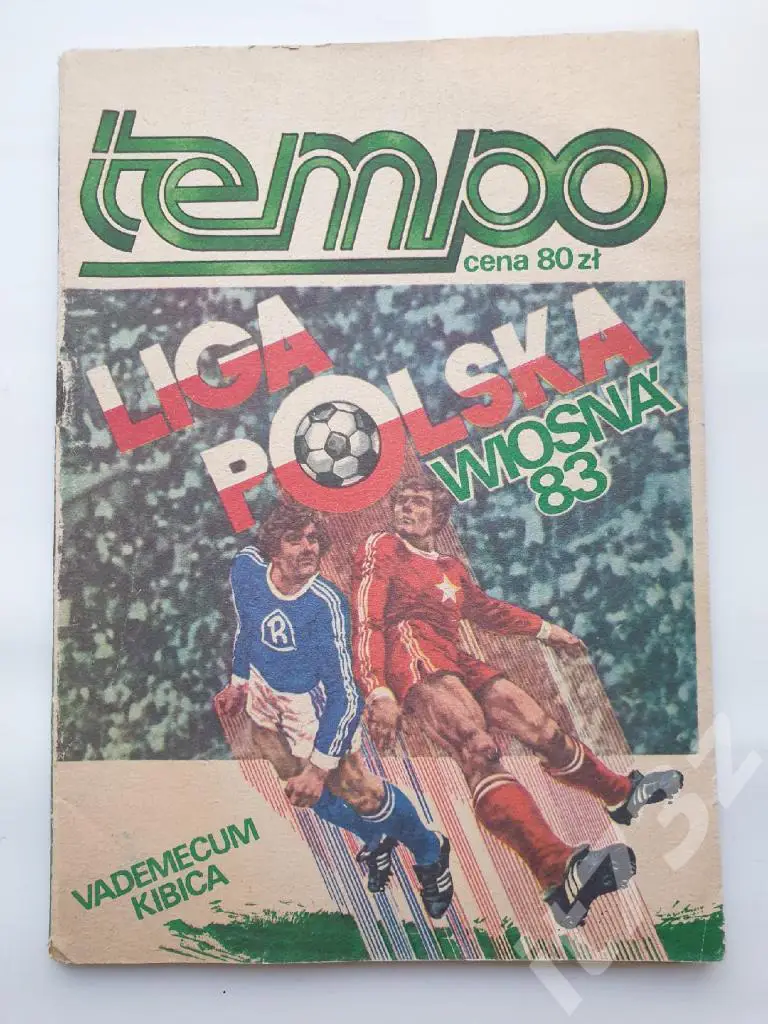 tempo
cena 80 zł
LIGA
POLSKA
WIOSNA'
83
R
VADEMECUM
KIBICA